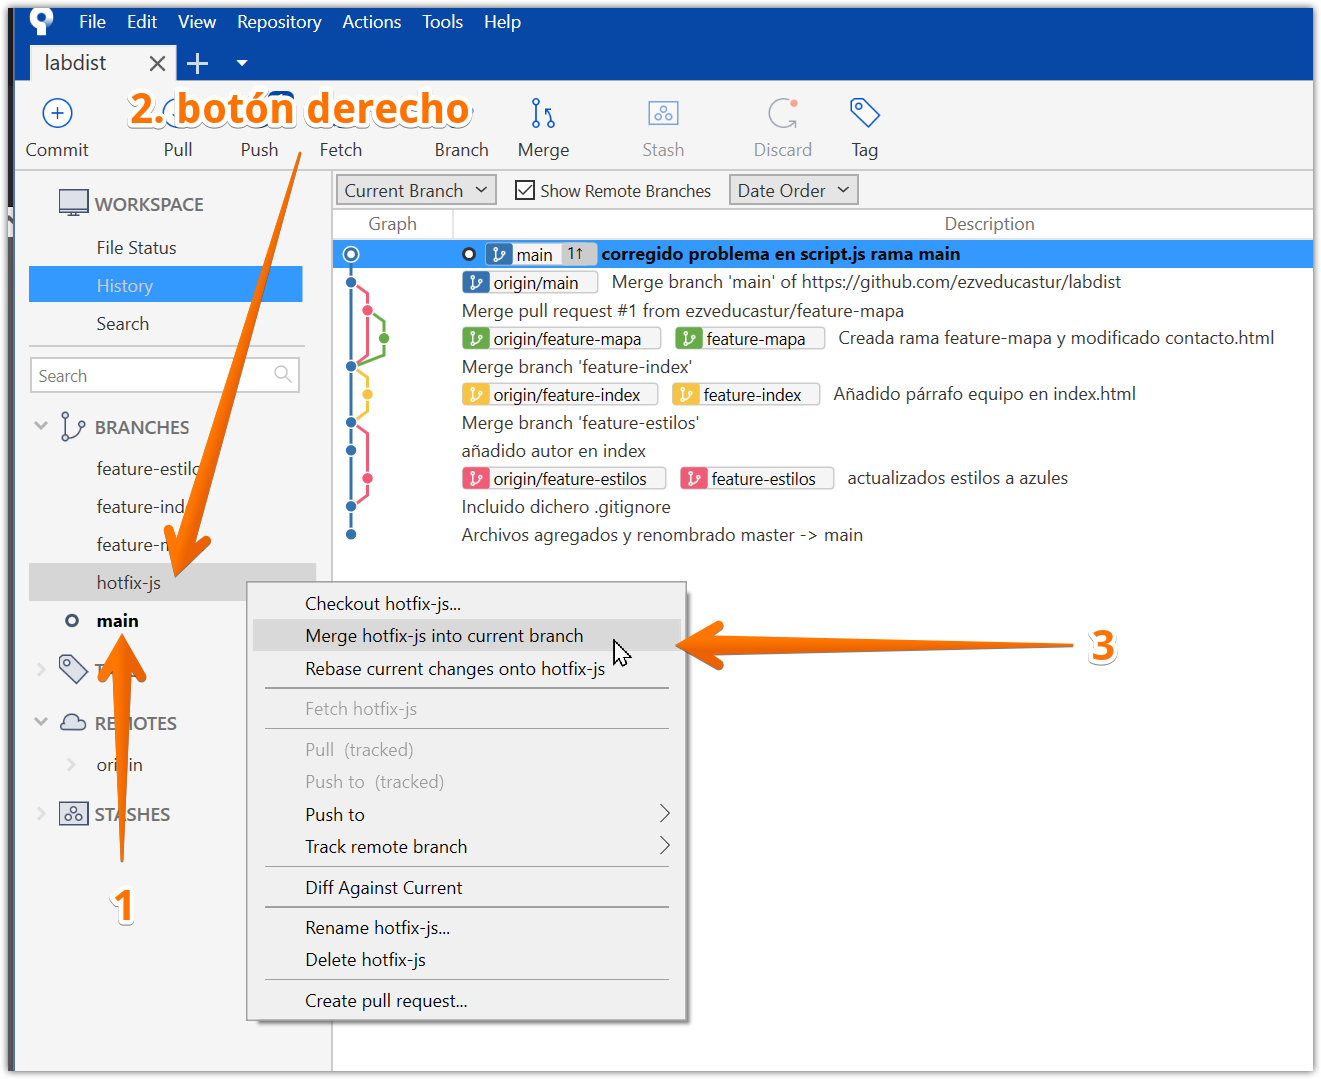 File Edit View Repository Actions Tools Help
labdist
2. botón derecho
Commit Pull Push Fetch Branch Merge Stash Discard Tag
WORKSPACE
File Status
History
Search
Search
BRANCHES
feature-estilo
feature-ind
feature-m
hotfix-js
main
REMOTES
origin
STASHES
1
Current Branch Show Remote Branches Date Order
Graph Description
main 1↑ corregido problema en script.js rama main
origin/main Merge branch 'main' of https://github.com/ezveducastur/labdist
Merge pull request #1 from ezveducastur/feature-mapa
origin/feature-mapa feature-mapa Creada rama feature-mapa y modificado contacto.html
Merge branch 'feature-index'
origin/feature-index feature-index Añadido párrafo equipo en index.html
Merge branch 'feature-estilos'
añadido autor en index
origin/feature-estilos feature-estilos actualizados estilos a azules
Incluido dichero .gitignore
Archivos agregados y renombrado master -> main
Checkout hotfix-js...
Merge hotfix-js into current branch
3
Rebase current changes onto hotfix-js
Fetch hotfix-js
Pull (tracked)
Push to (tracked)
Push to
Track remote branch
Diff Against Current
Rename hotfix-js...
Delete hotfix-js
Create pull request...